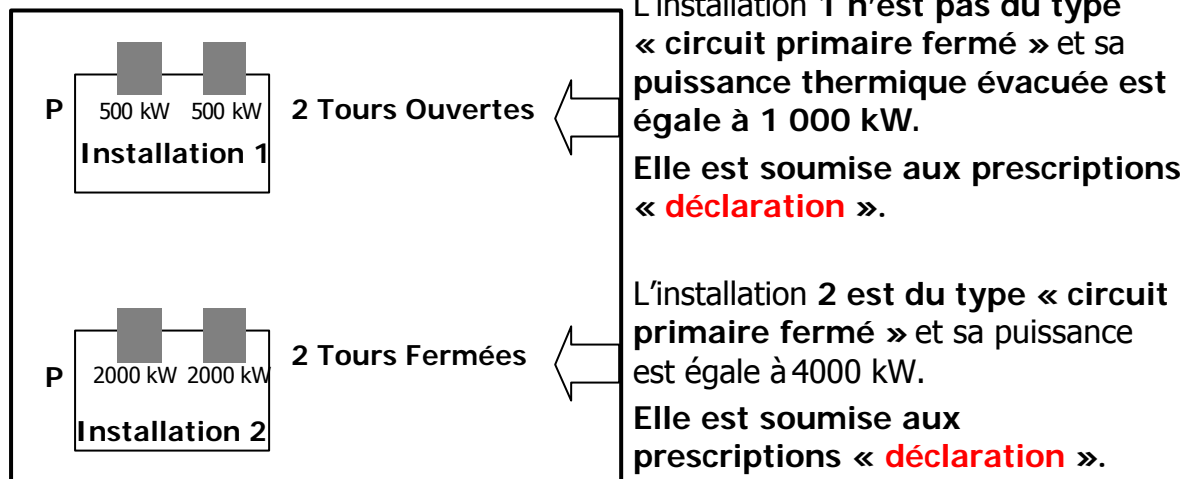 L'installation 1 n'est pas du type
« circuit primaire fermé » et sa
puissance thermique évacuée est
égale à 1 000 kW.
Elle est soumise aux prescriptions
« déclaration ».
P
500 kW 500 kW
2 Tours Ouvertes
Installation 1
L'installation 2 est du type « circuit
primaire fermé » et sa puissance
est égale à 4000 kW.
Elle est soumise aux
prescriptions « déclaration ».
P
2000 kW 2000 kW
2 Tours Fermées
Installation 2